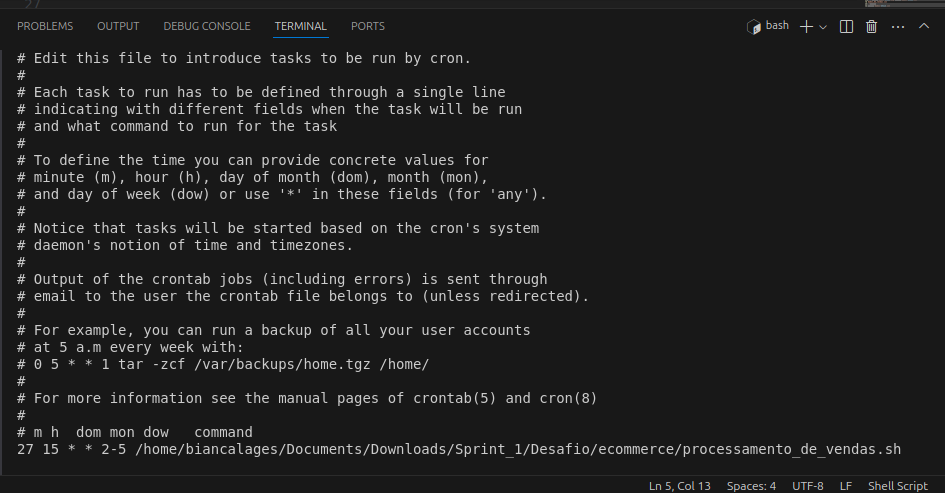 27
PROBLEMS OUTPUT DEBUG CONSOLE TERMINAL PORTS bash
# Edit this file to introduce tasks to be run by cron.
#
# Each task to run has to be defined through a single line
# indicating with different fields when the task will be run
# and what command to run for the task
#
# To define the time you can provide concrete values for
# minute (m), hour (h), day of month (dom), month (mon),
# and day of week (dow) or use '*' in these fields (for 'any').
#
# Notice that tasks will be started based on the cron's system
# daemon's notion of time and timezones.
#
# Output of the crontab jobs (including errors) is sent through
# email to the user the crontab file belongs to (unless redirected).
#
# For example, you can run a backup of all your user accounts
# at 5 a.m every week with:
# 0 5 * * 1 tar -zcf /var/backups/home.tgz /home/
#
# For more information see the manual pages of crontab(5) and cron(8)
#
# m h  dom mon dow   command
27 15 * * 2-5 /home/biancalages/Documents/Downloads/Sprint_1/Desafio/ecommerce/processamento_de_vendas.sh
Ln 5, Col 13 Spaces: 4 UTF-8 LF Shell Script